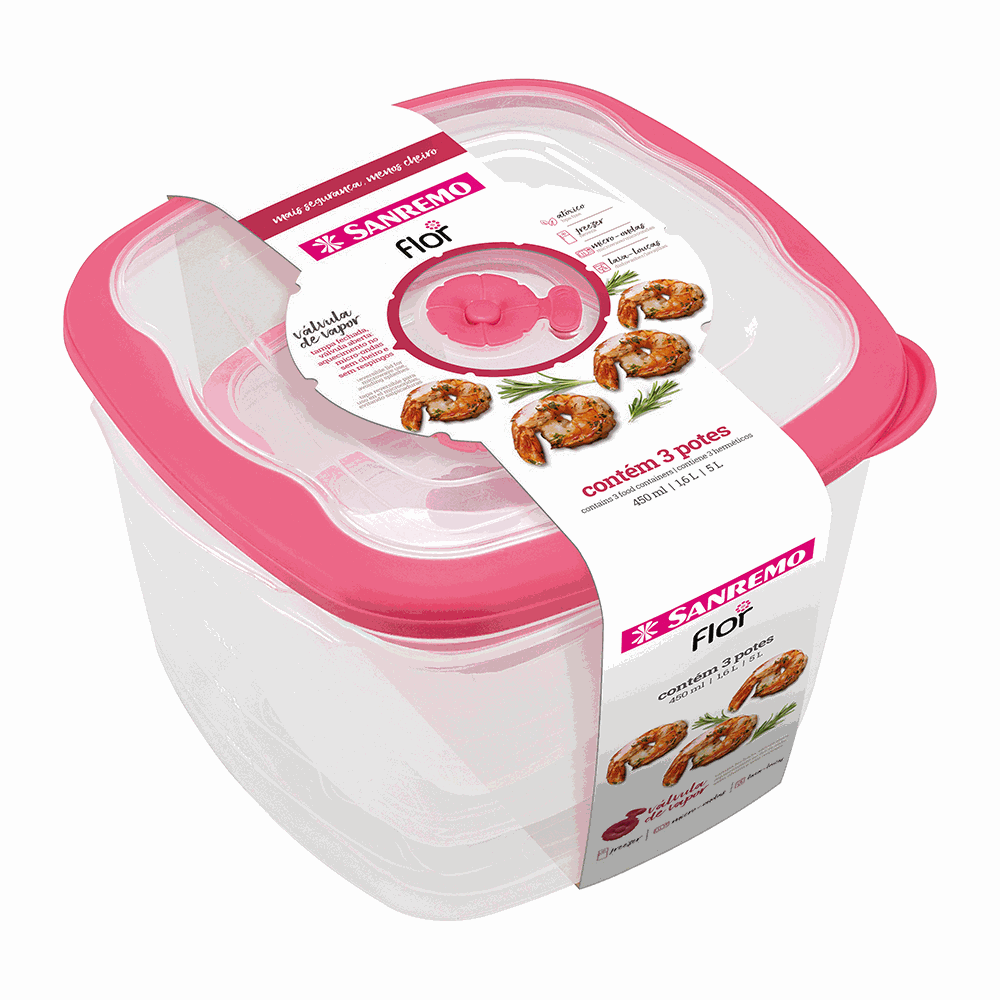 mais segurança, menos cheiro
SANREMO
flor
atóxico
freezer
micro-ondas
lava-louças
válvula
de vapor
tampa fechada,
válvula aberta:
aquecimento no
micro-ondas
sem cheiro e
sem respingos
contém 3 potes
contains 3 food containers | contiene 3 herméticos
450 ml | 1,6 L | 5 L
SANREMO
flor
contém 3 potes
450 ml | 1,6 L | 5 L
válvula
de vapor
lava-louças
freezer
micro-ondas